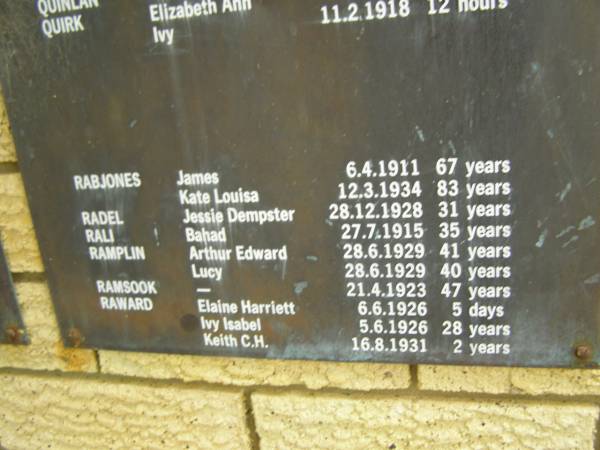 QUINLAN Elizabeth Ann 11.2.1918 12 hours
QUIRK Ivy
RABJONES James 6.4.1911 67 years
Kate Louisa 12.3.1934 83 years
RADEL Jessie Dempster 28.12.1928 31 years
RALI Bahad 27.7.1915 35 years
RAMPLIN Arthur Edward 28.6.1929 41 years
Lucy 28.6.1929 40 years
RAMSOOK — 21.4.1923 47 years
RAWARD Elaine Harriett 6.6.1926 5 days
Ivy Isabel 5.6.1926 28 years
Keith C.H. 16.8.1931 2 years